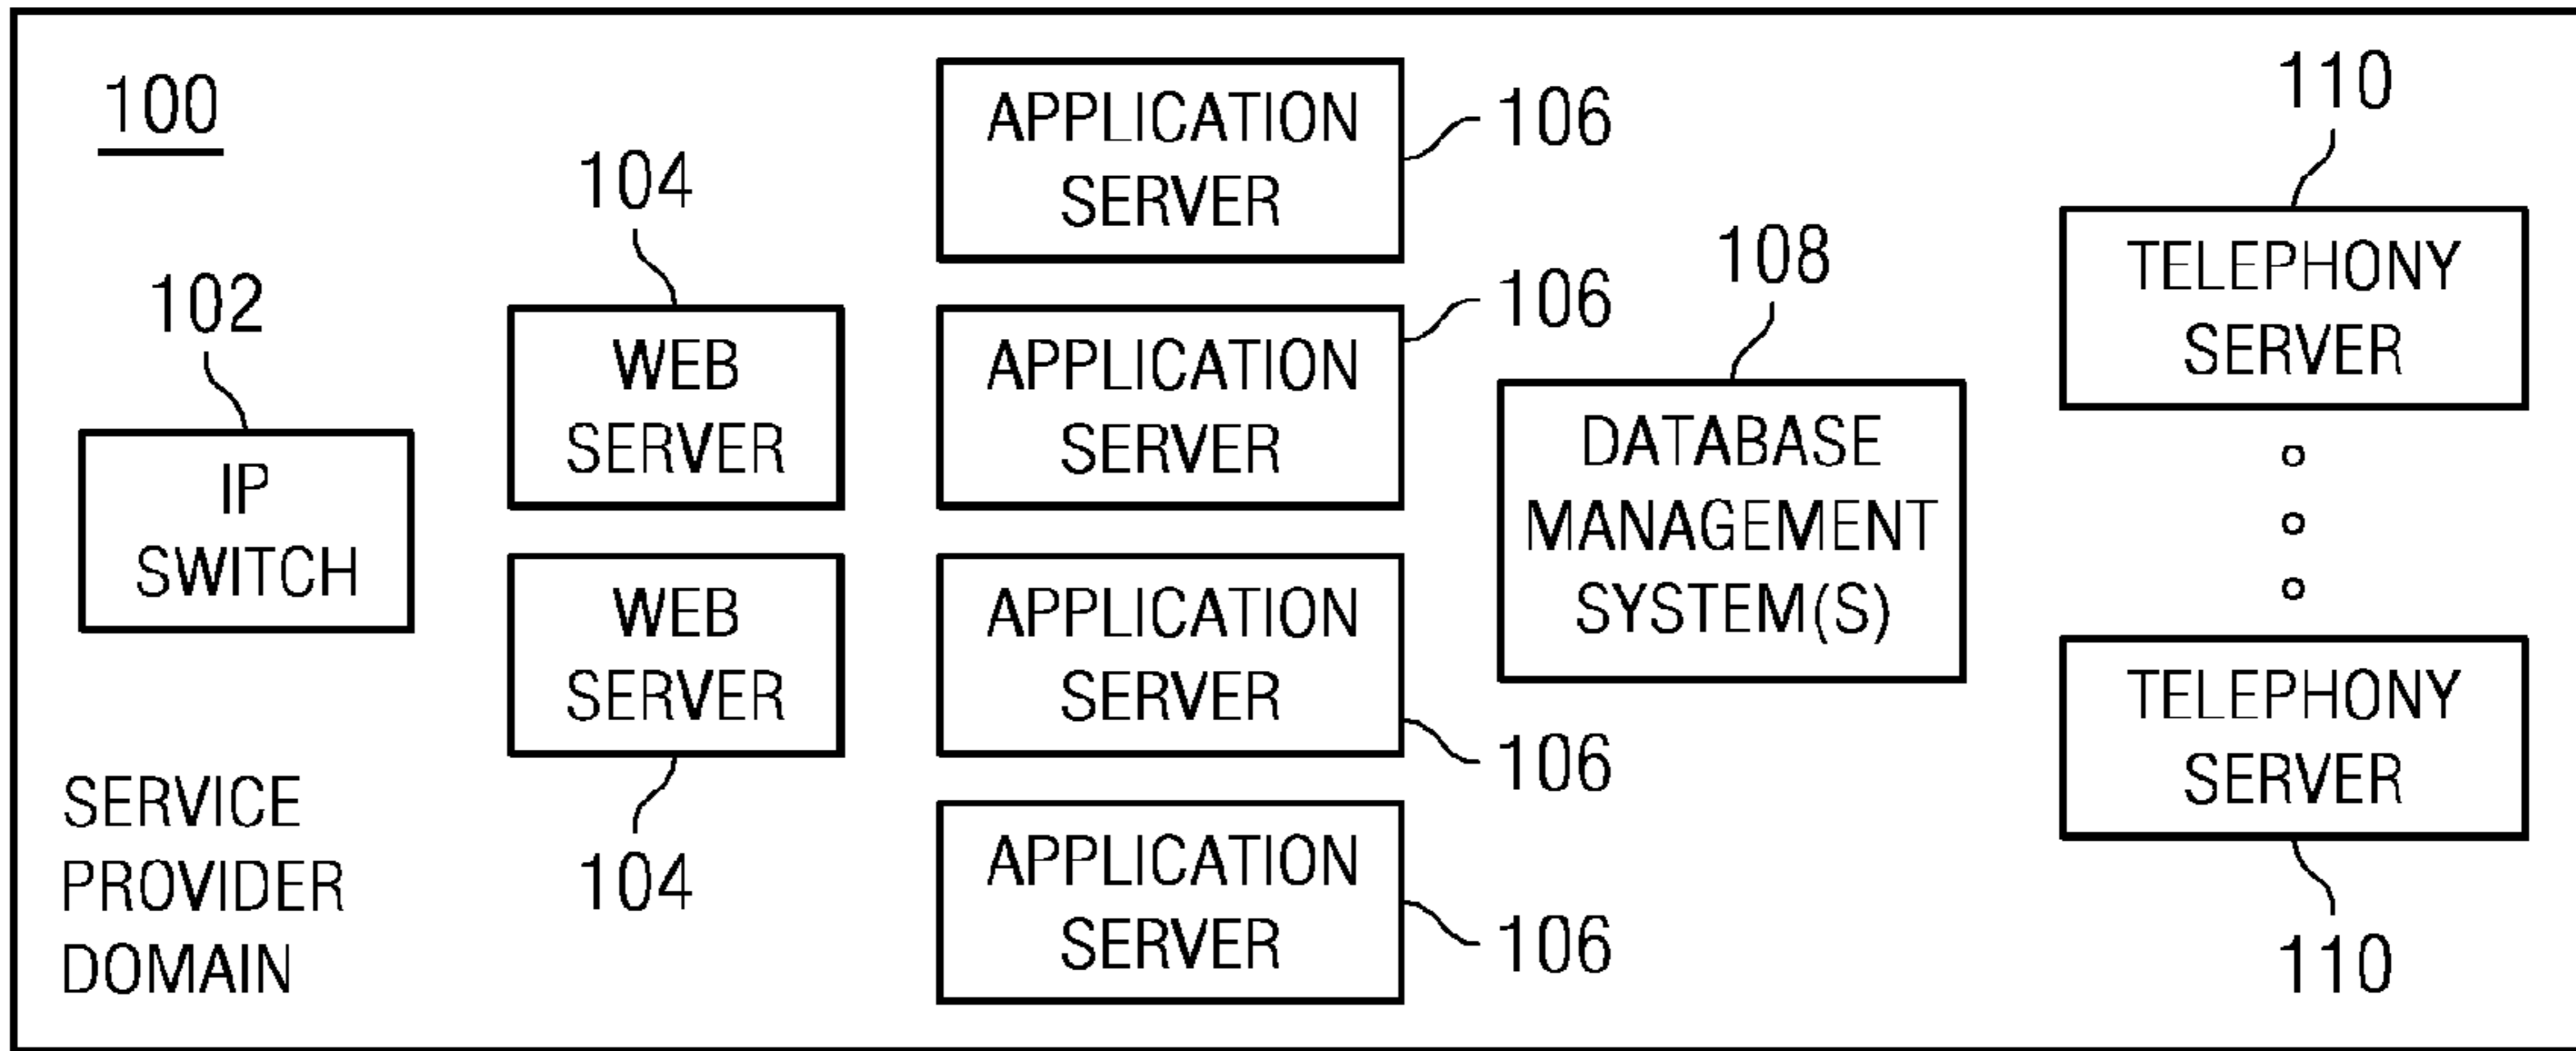 100
102
IP
SWITCH
SERVICE
PROVIDER
DOMAIN
104
WEB
SERVER
WEB
SERVER
104
APPLICATION
SERVER
106
APPLICATION
SERVER
106
APPLICATION
SERVER
106
APPLICATION
SERVER
106
108
DATABASE
MANAGEMENT
SYSTEM(S)
110
TELEPHONY
SERVER
TELEPHONY
SERVER
110